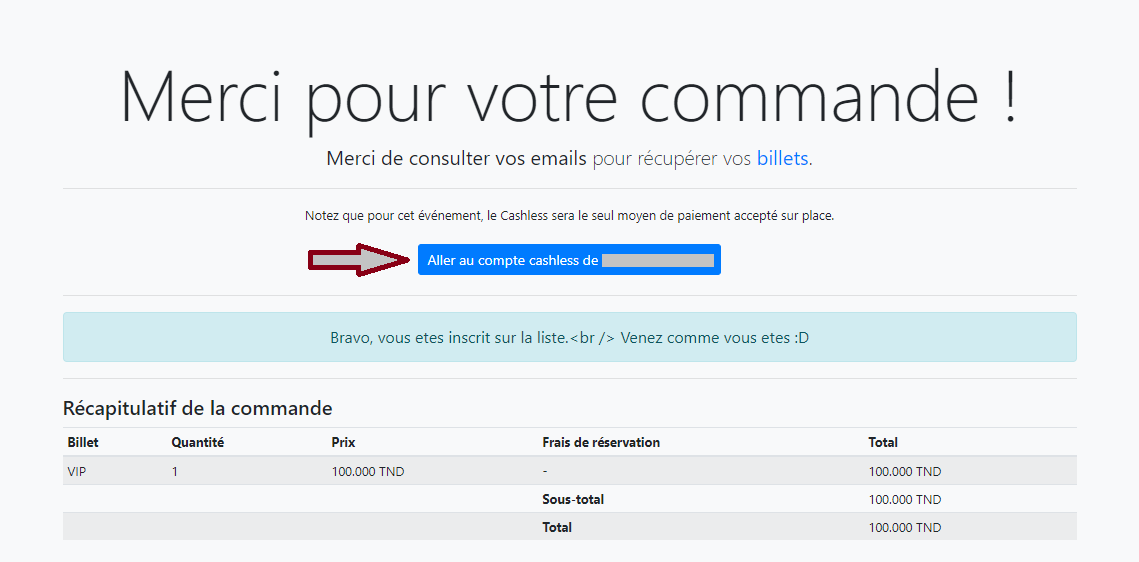 Merci pour votre commande !
Merci de consulter vos emails pour récupérer vos billets.
Notez que pour cet événement, le Cashless sera le seul moyen de paiement accepté sur place.
Aller au compte cashless de
Bravo, vous etes inscrit sur la liste.<br /> Venez comme vous etes :D
Récapitulatif de la commande
Billet Quantité Prix Frais de réservation Total
VIP 1 100.000 TND - 100.000 TND
Sous-total 100.000 TND
Total 100.000 TND